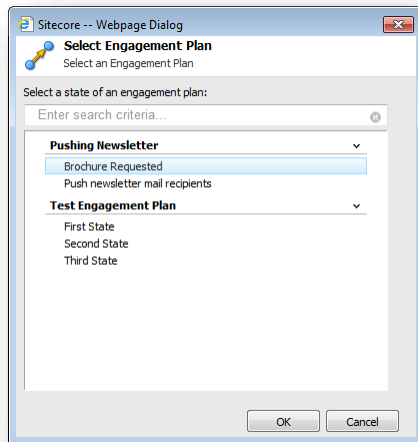 Sitecore -- Webpage Dialog
Select Engagement Plan
Select an Engagement Plan
Select a state of an engagement plan:
Enter search criteria...
Pushing Newsletter
Brochure Requested
Push newsletter mail recipients
Test Engagement Plan
First State
Second State
Third State
OK Cancel